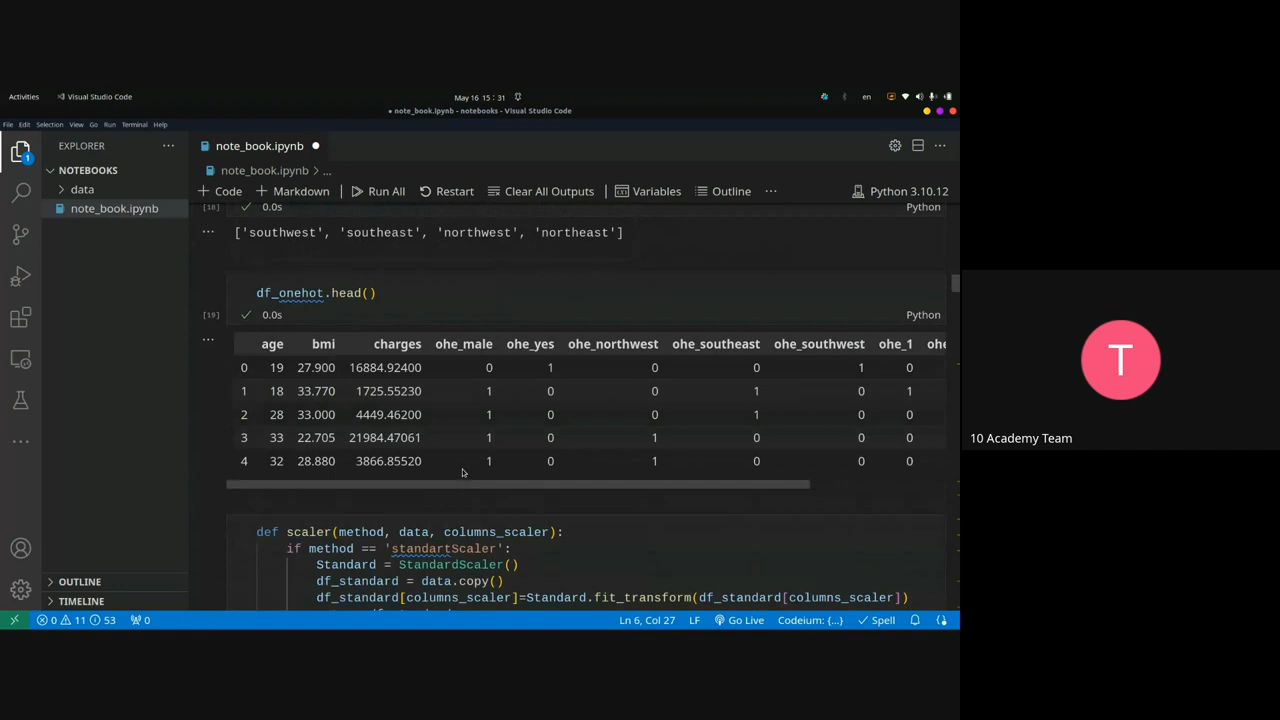 Activities Visual Studio Code May 16 15 : 31 en
• note_book.ipynb - notebooks - Visual Studio Code
File Edit Selection View Go Run Terminal Help
EXPLORER ... note_book.ipynb
NOTEBOOKS note_book.ipynb > ...
data
note_book.ipynb
+ Code + Markdown Run All Restart Clear All Outputs Variables Outline ... Python 3.10.12
[18] 0.0s Python
... ['southwest', 'southeast', 'northwest', 'northeast']
df_onehot.head()
[19] 0.0s Python
... age bmi charges ohe_male ohe_yes ohe_northwest ohe_southeast ohe_southwest ohe_1 ohe
0 19 27.900 16884.92400 0 1 0 0 1 0
1 18 33.770 1725.55230 1 0 0 1 0 1
2 28 33.000 4449.46200 1 0 0 1 0 0
3 33 22.705 21984.47061 1 0 1 0 0 0
4 32 28.880 3866.85520 1 0 1 0 0 0
def scaler(method, data, columns_scaler):
if method == 'standartScaler':
Standard = StandardScaler()
df_standard = data.copy()
df_standard[columns_scaler]=Standard.fit_transform(df_standard[columns_scaler])
OUTLINE
TIMELINE
0 11 53 0 Ln 6, Col 27 LF Go Live Codeium: {...} Spell
1
T
10 Academy Team